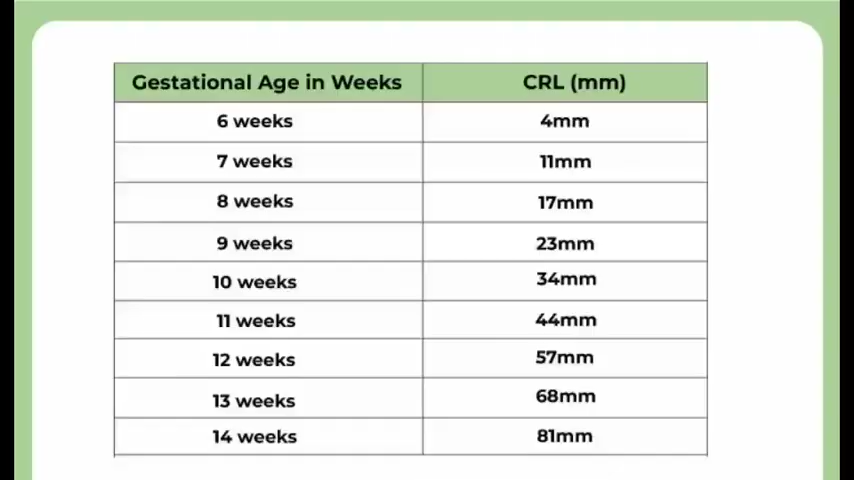 Gestational Age in Weeks CRL (mm)
6 weeks 4mm
7 weeks 11mm
8 weeks 17mm
9 weeks 23mm
10 weeks 34mm
11 weeks 44mm
12 weeks 57mm
13 weeks 68mm
14 weeks 81mm